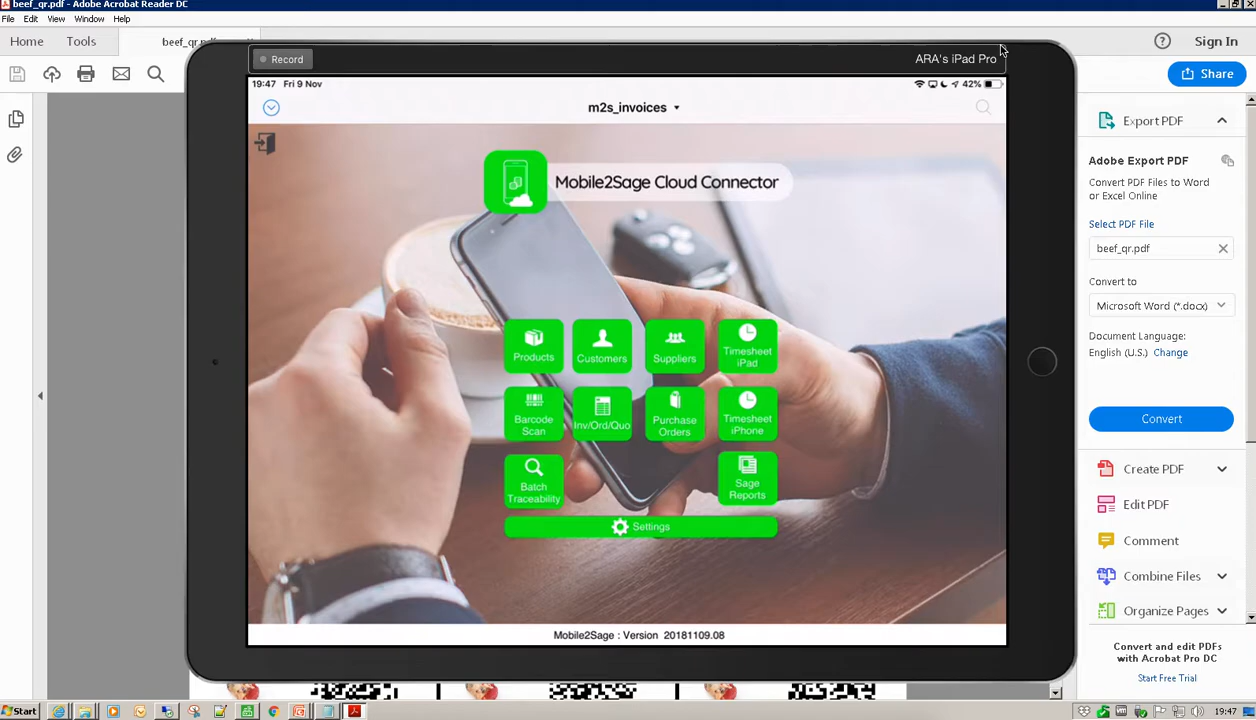 beef_qr.pdf - Adobe Acrobat Reader DC
File Edit View Window Help
Home Tools beef_qr.p
Sign In
Record
ARA's iPad Pro
Share
19:47 Fri 9 Nov
42%
m2s_invoices
Mobile2Sage Cloud Connector
Products
Customers
Suppliers
Timesheet
iPad
Barcode
Scan
Inv/Ord/Quo
Purchase
Orders
Timesheet
iPhone
Batch
Traceability
Sage
Reports
Settings
Mobile2Sage : Version 20181109.08
Export PDF
Adobe Export PDF
Convert PDF Files to Word
or Excel Online
Select PDF File
beef_qr.pdf
Convert to
Microsoft Word (*.docx)
Document Language:
English (U.S.) Change
Convert
Create PDF
Edit PDF
Comment
Combine Files
Organize Pages
Convert and edit PDFs
with Acrobat Pro DC
Start Free Trial
Start
19:47